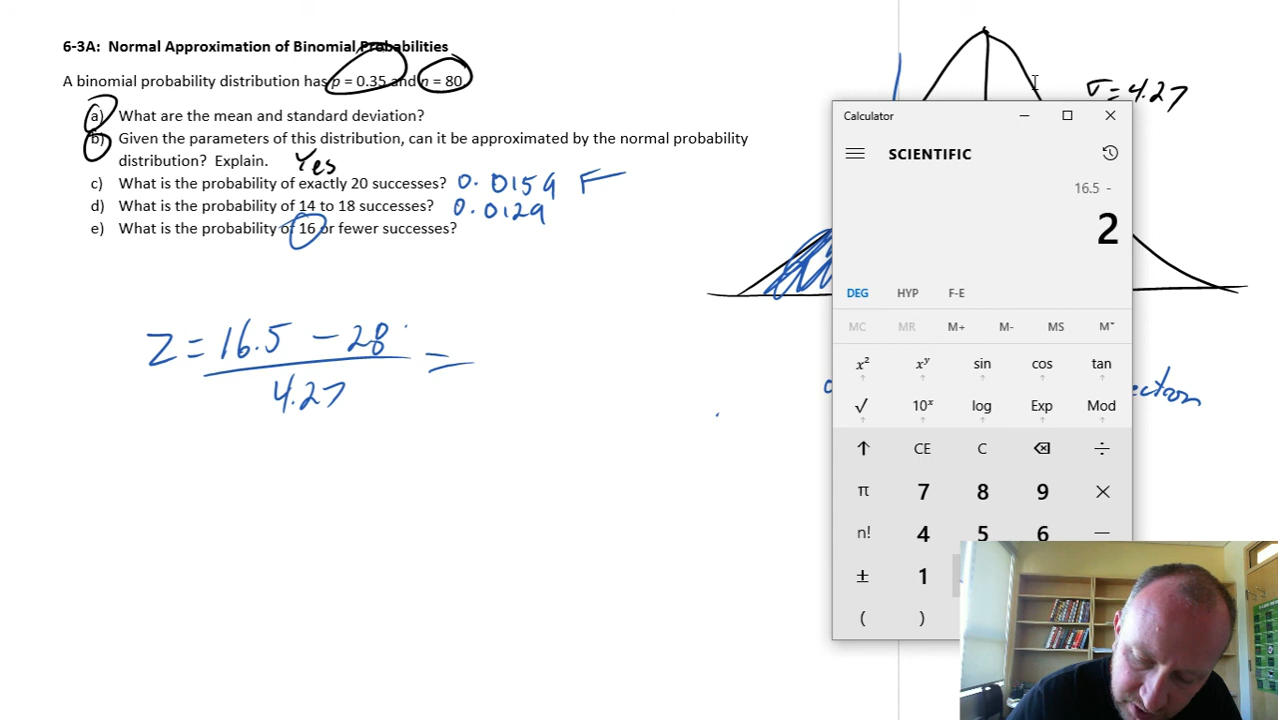 6-3A: Normal Approximation of Binomial Probabilities
A binomial probability distribution has p = 0.35 and n = 80
a) What are the mean and standard deviation?
b) Given the parameters of this distribution, can it be approximated by the normal probability
distribution? Explain. Yes
c) What is the probability of exactly 20 successes? 0.0159
d) What is the probability of 14 to 18 successes? 0.0129
e) What is the probability of 16 or fewer successes?
Z = 16.5 - 28 =
4.27
σ = 4.27
Calculator
SCIENTIFIC
16.5 -
2
DEG HYP F-E
MC MR M+ M- MS M˅
x² xʸ sin cos tan
√ 10ˣ log Exp Mod
↑ CE C ⌫ ÷
π 7 8 9 ×
n! 4 5 6 —
± 1
( )